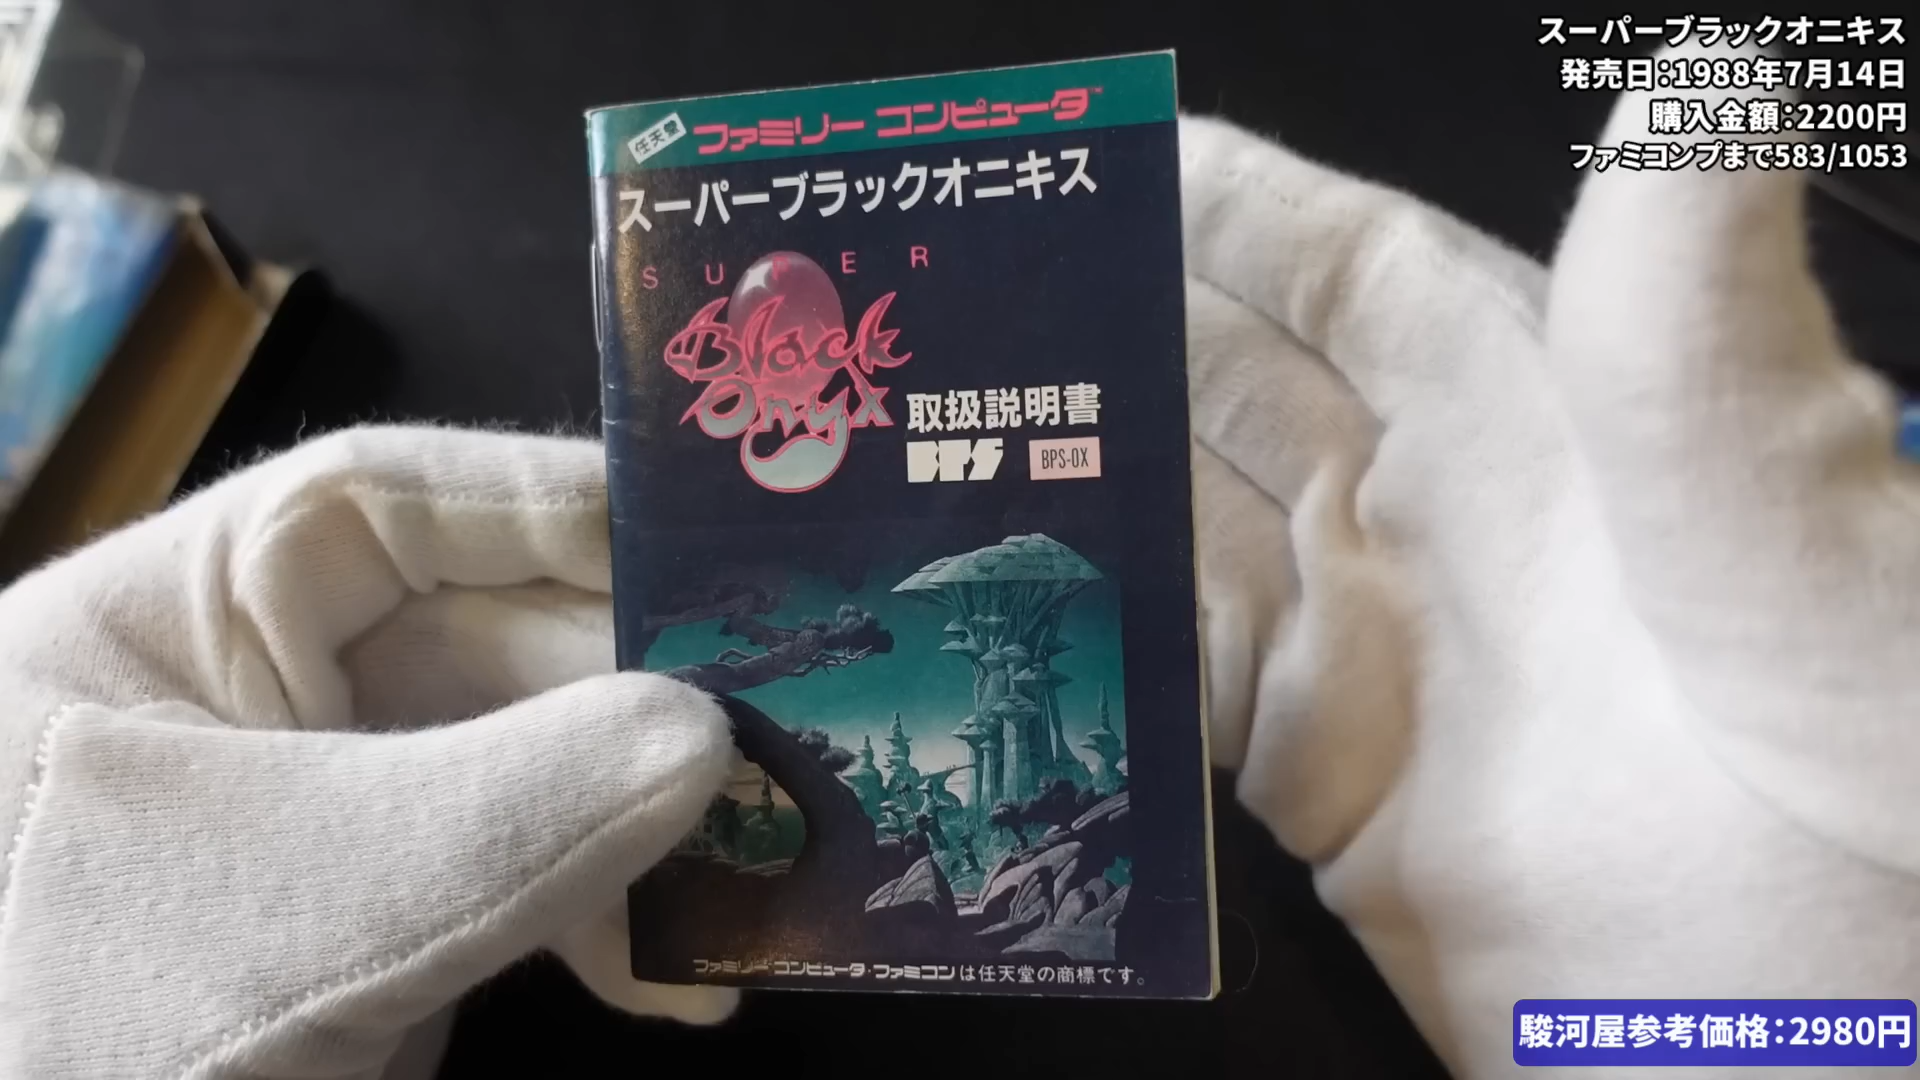 スーパーブラックオニキス
発売日:1988年7月14日
購入金額:2200円
ファミコンプまで583/1053
任天堂 ファミリー コンピュータ™
スーパーブラックオニキス
SUPER
Black
Onyx
取扱説明書
BPS BPS-OX
ファミリー コンピュータ・ファミコンは任天堂の商標です。
駿河屋参考価格:2980円